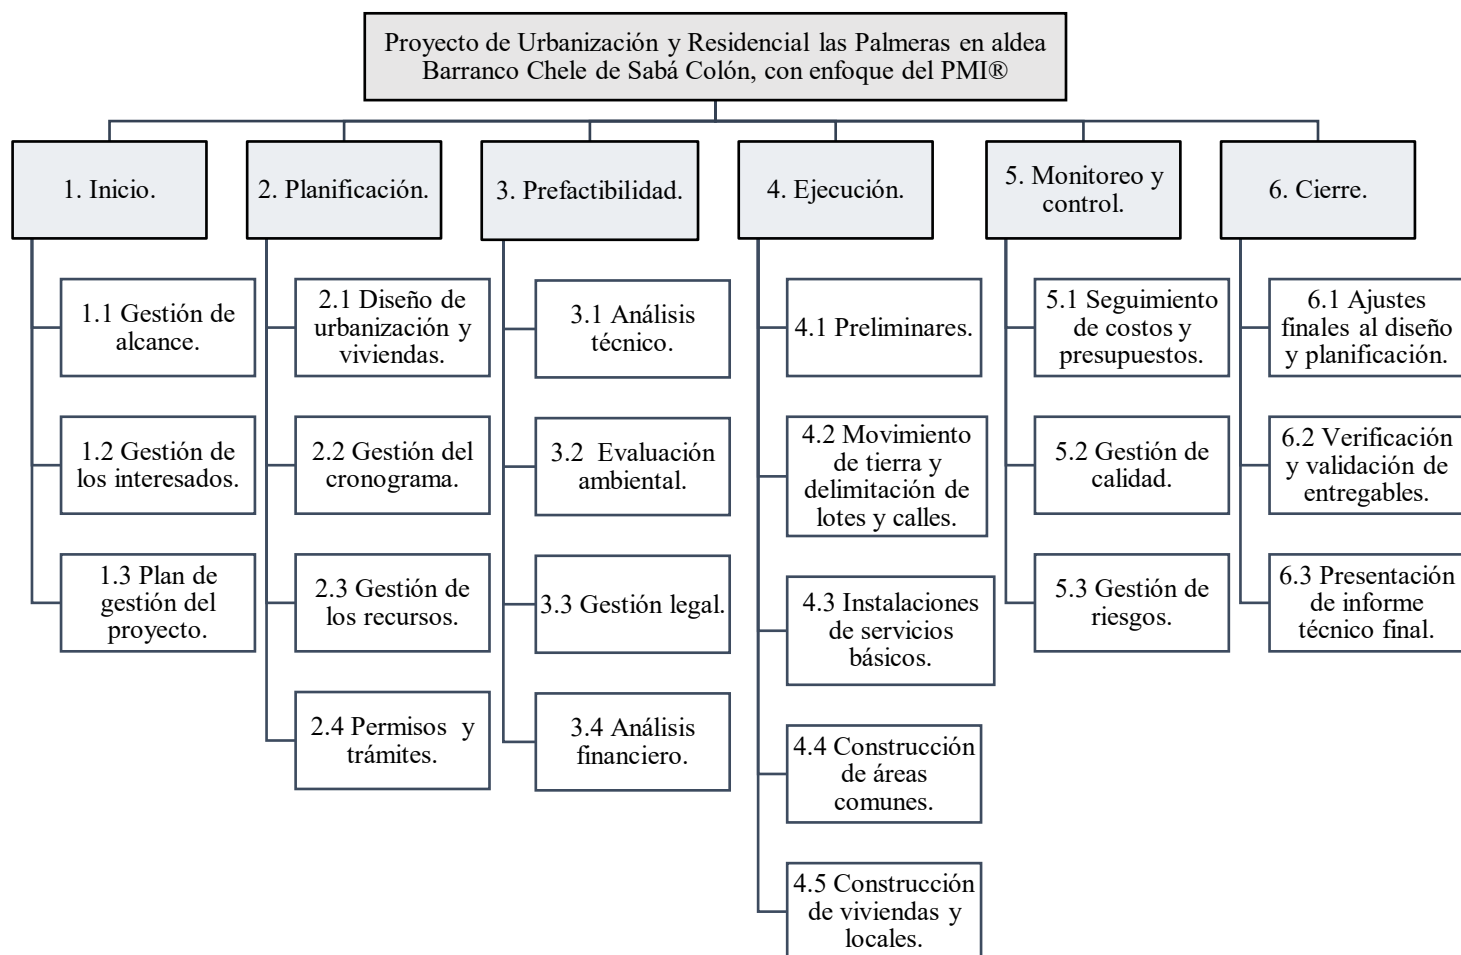 Proyecto de Urbanización y Residencial las Palmeras en aldea
Barranco Chele de Sabá Colón, con enfoque del PMI®
1. Inicio.
1.1 Gestión de
alcance.
1.2 Gestión de
los interesados.
1.3 Plan de
gestión del
proyecto.
2. Planificación.
2.1 Diseño de
urbanización y
viviendas.
2.2 Gestión del
cronograma.
2.3 Gestión de
los recursos.
2.4 Permisos y
trámites.
3. Prefactibilidad.
3.1 Análisis
técnico.
3.2 Evaluación
ambiental.
3.3 Gestión legal.
3.4 Análisis
financiero.
4. Ejecución.
4.1 Preliminares.
4.2 Movimiento
de tierra y
delimitación de
lotes y calles.
4.3 Instalaciones
de servicios
básicos.
4.4 Construcción
de áreas
comunes.
4.5 Construcción
de viviendas y
locales.
5. Monitoreo y
control.
5.1 Seguimiento
de costos y
presupuestos.
5.2 Gestión de
calidad.
5.3 Gestión de
riesgos.
6. Cierre.
6.1 Ajustes
finales al diseño
y planificación.
6.2 Verificación
y validación de
entregables.
6.3 Presentación
de informe
técnico final.